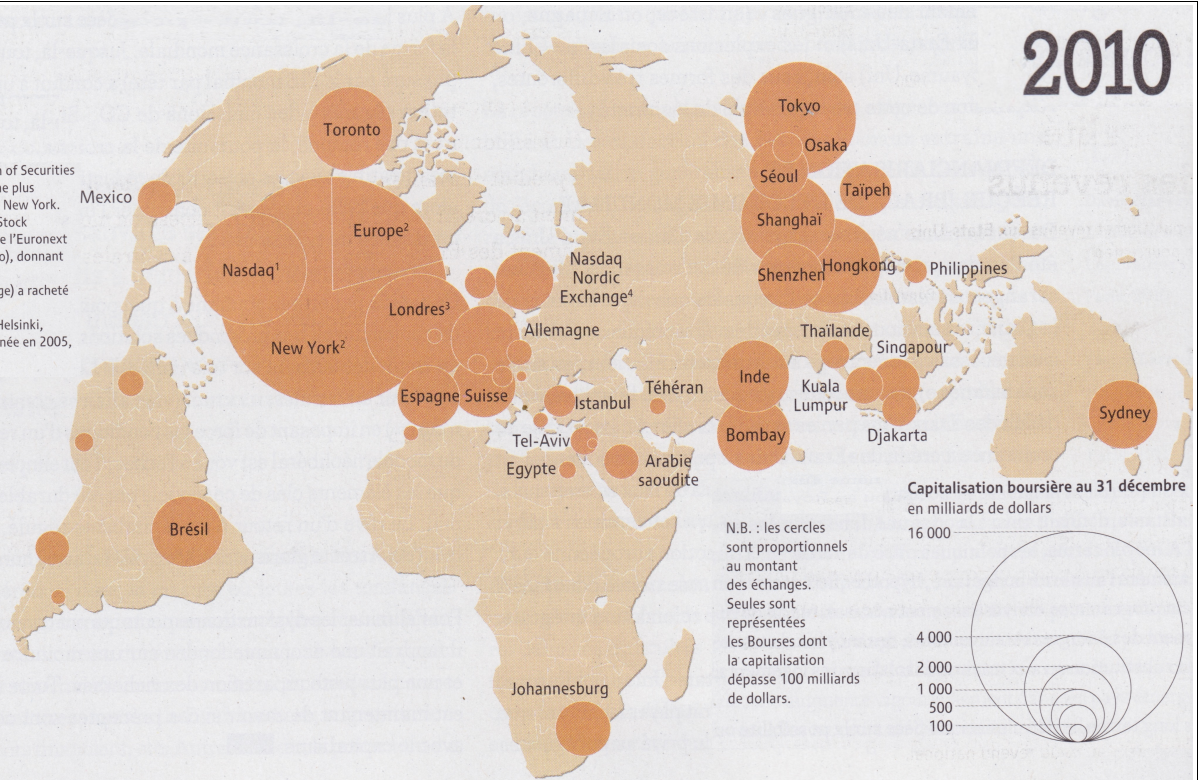 2010
n of Securities
ne plus
New York.
Stock
e l'Euronext
o), donnant
ge) a racheté
Helsinki,
née en 2005,
Mexico
Toronto
Europe²
Nasdaq¹
Londres³
New York²
Nasdaq
Nordic
Exchange⁴
Allemagne
Espagne
Suisse
Istanbul
Tel-Aviv
Egypte
Arabie
saoudite
Téhéran
Tokyo
Osaka
Séoul
Taïpeh
Shanghaï
Shenzhen
Hongkong
Philippines
Thaïlande
Singapour
Inde
Kuala
Lumpur
Bombay
Djakarta
Sydney
Brésil
Johannesburg
N.B. : les cercles
sont proportionnels
au montant
des échanges.
Seules sont
représentées
les Bourses dont
la capitalisation
dépasse 100 milliards
de dollars.
Capitalisation boursière au 31 décembre
en milliards de dollars
16 000
4 000
2 000
1 000
500
100